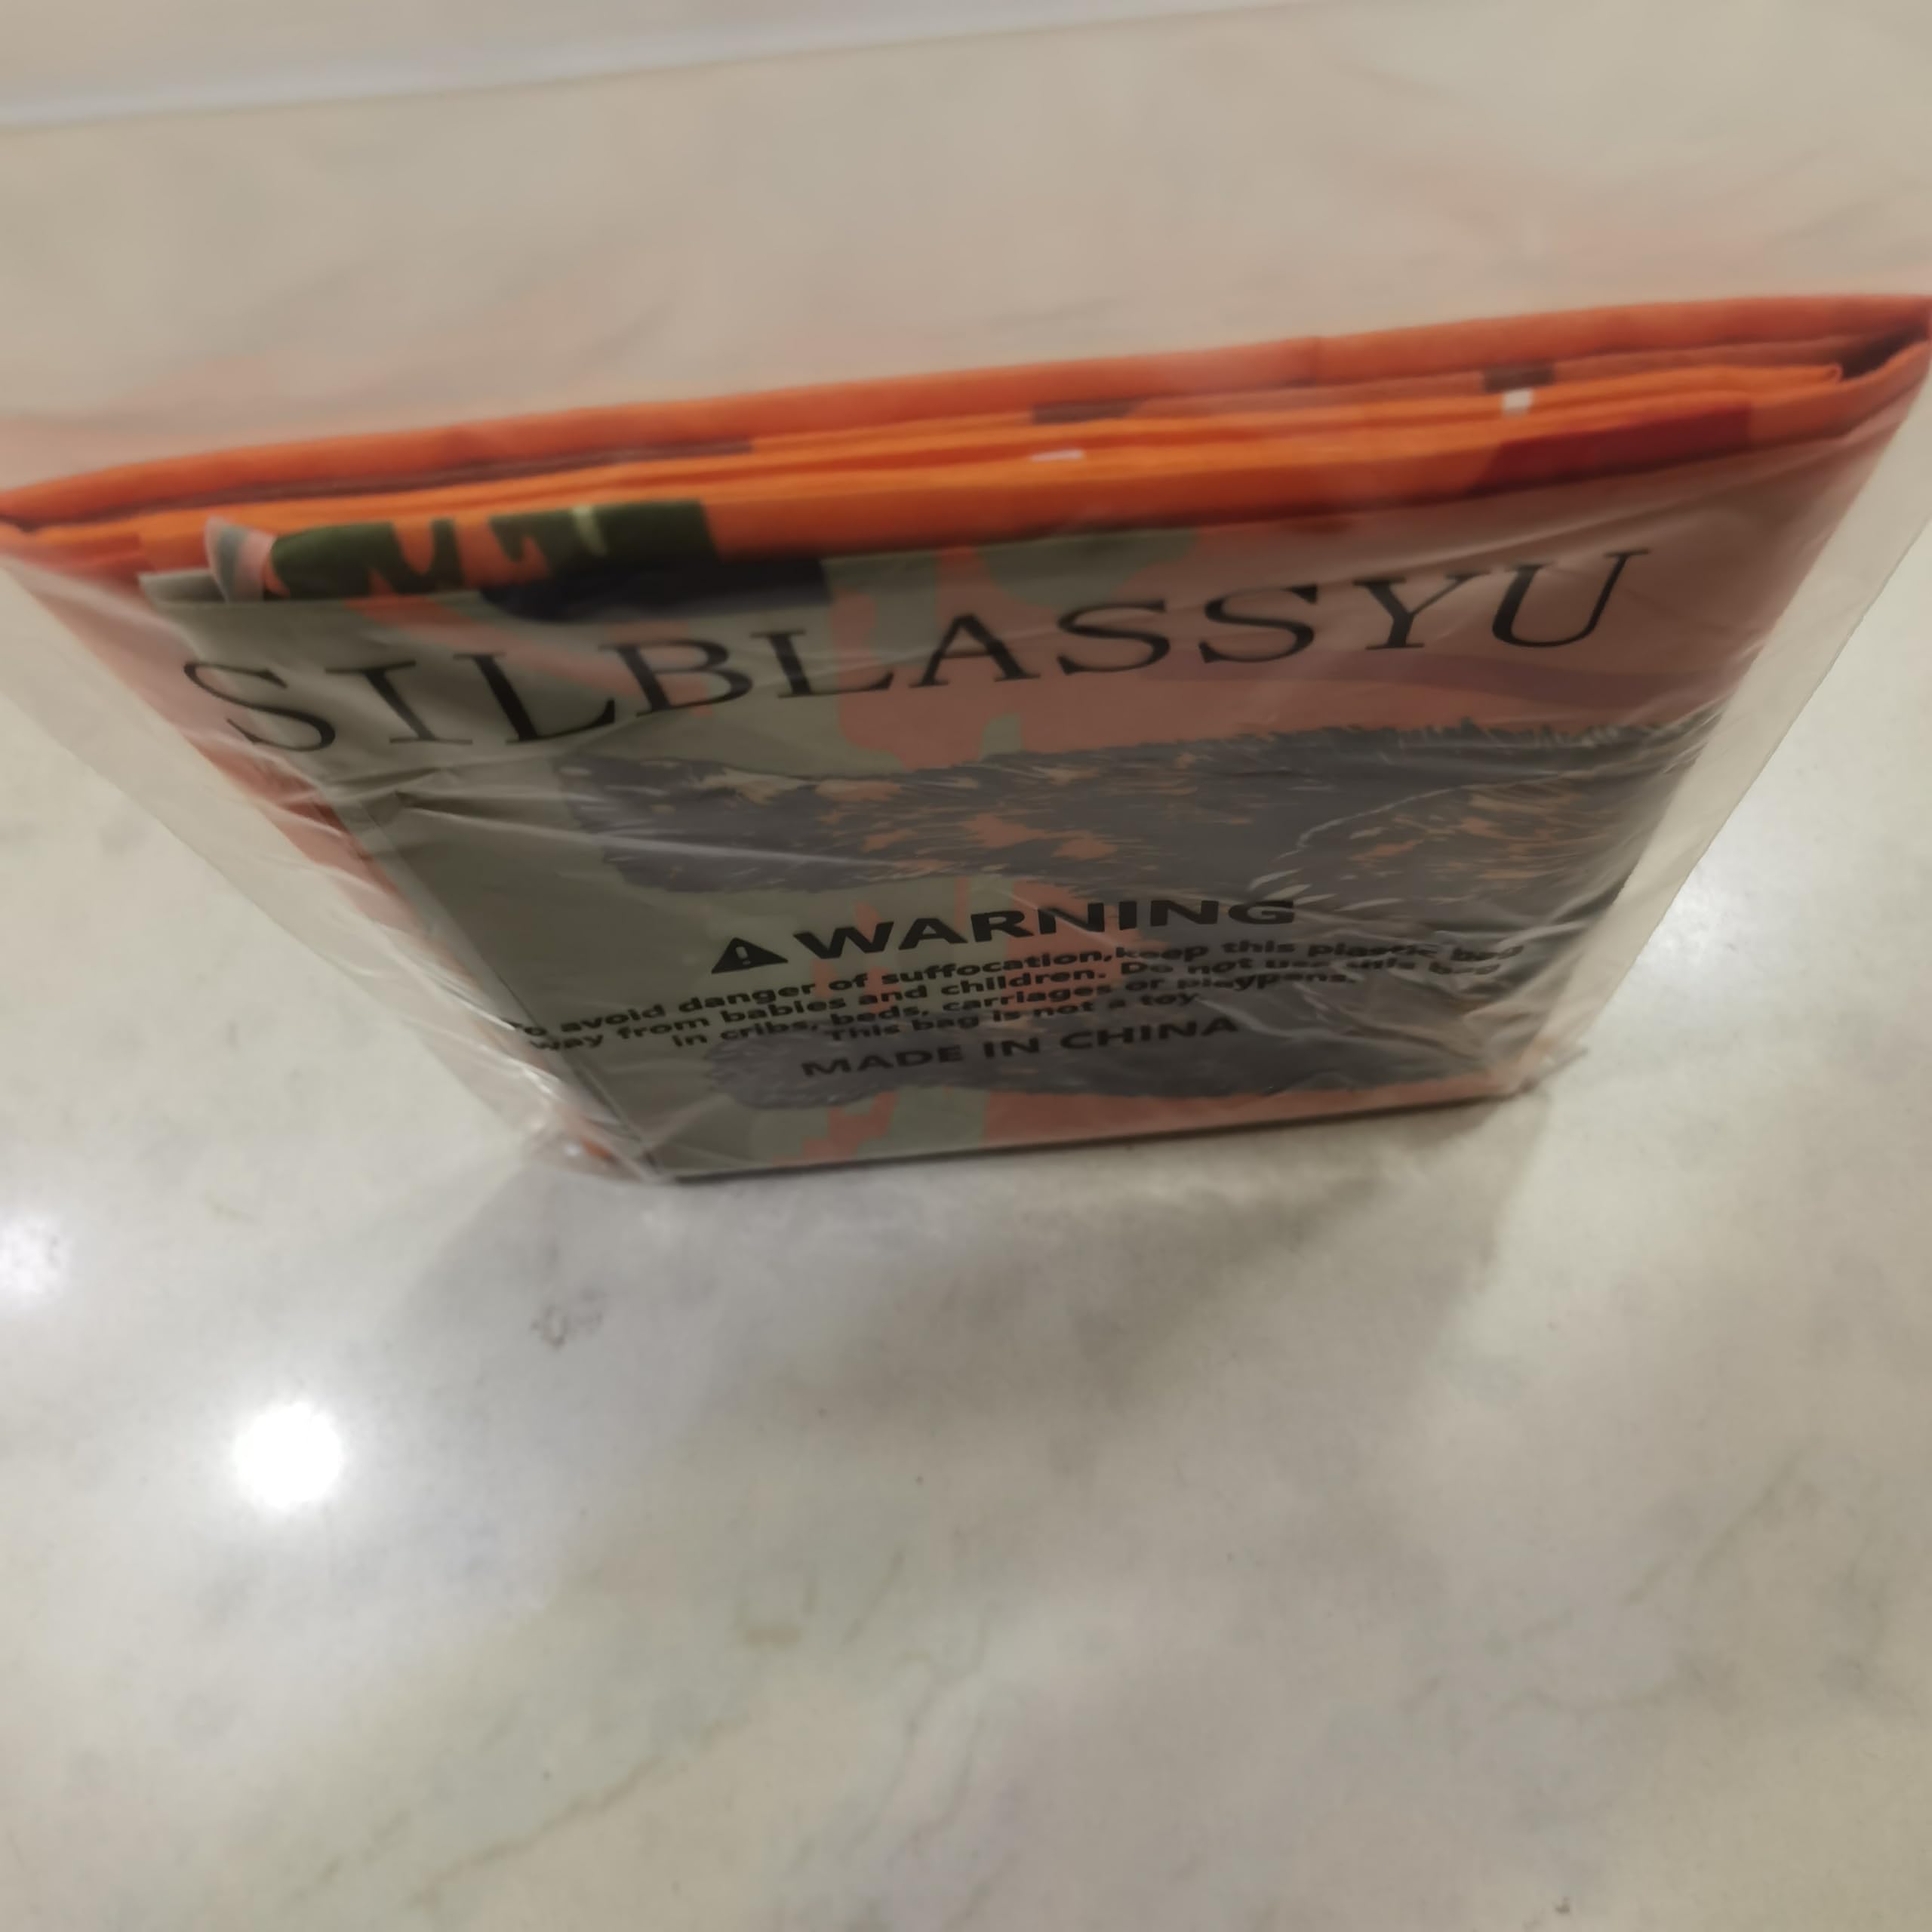 SILBLASSYU
⚠WARNING
To avoid danger of suffocation,keep this plastic bag
way from babies and children. Do not use this bag
in cribs, beds, carriages or playpens.
This bag is not a toy
MADE IN CHINA